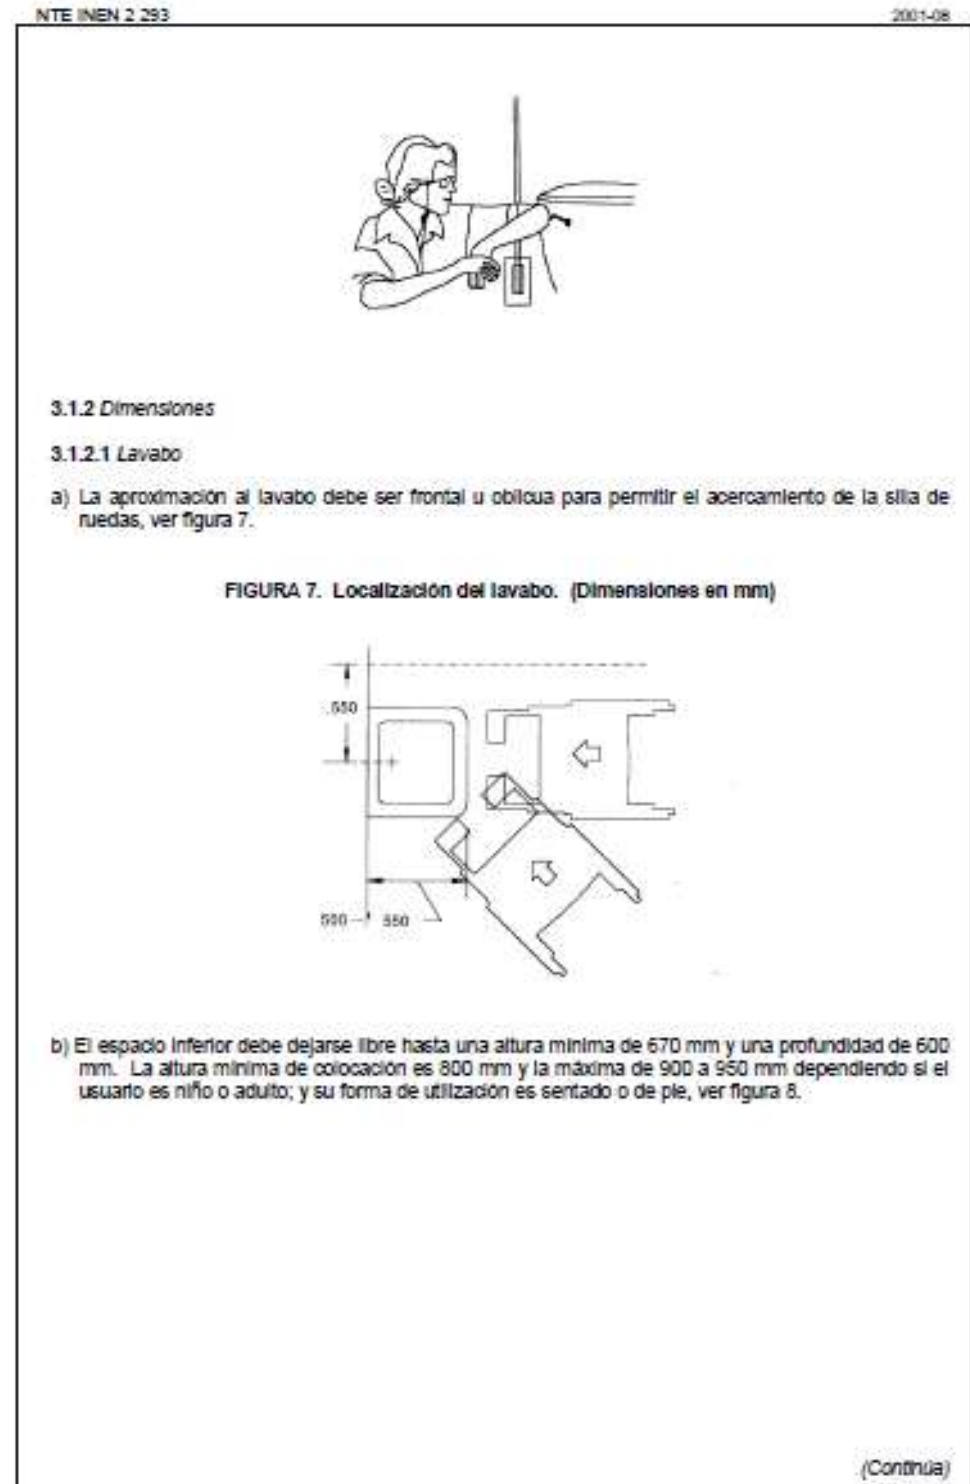 NTE INEN 2 293 2001-08
3.1.2 Dimensiones
3.1.2.1 Lavabo
a) La aproximación al lavabo debe ser frontal u oblicua para permitir el acercamiento de la silla de
ruedas, ver figura 7.
FIGURA 7. Localización del lavabo. (Dimensiones en mm)
550
500 550
b) El espacio inferior debe dejarse libre hasta una altura mínima de 670 mm y una profundidad de 600
mm. La altura mínima de colocación es 800 mm y la máxima de 900 a 950 mm dependiendo si el
usuario es niño o adulto; y su forma de utilización es sentado o de pie, ver figura 8.
(Continúa)